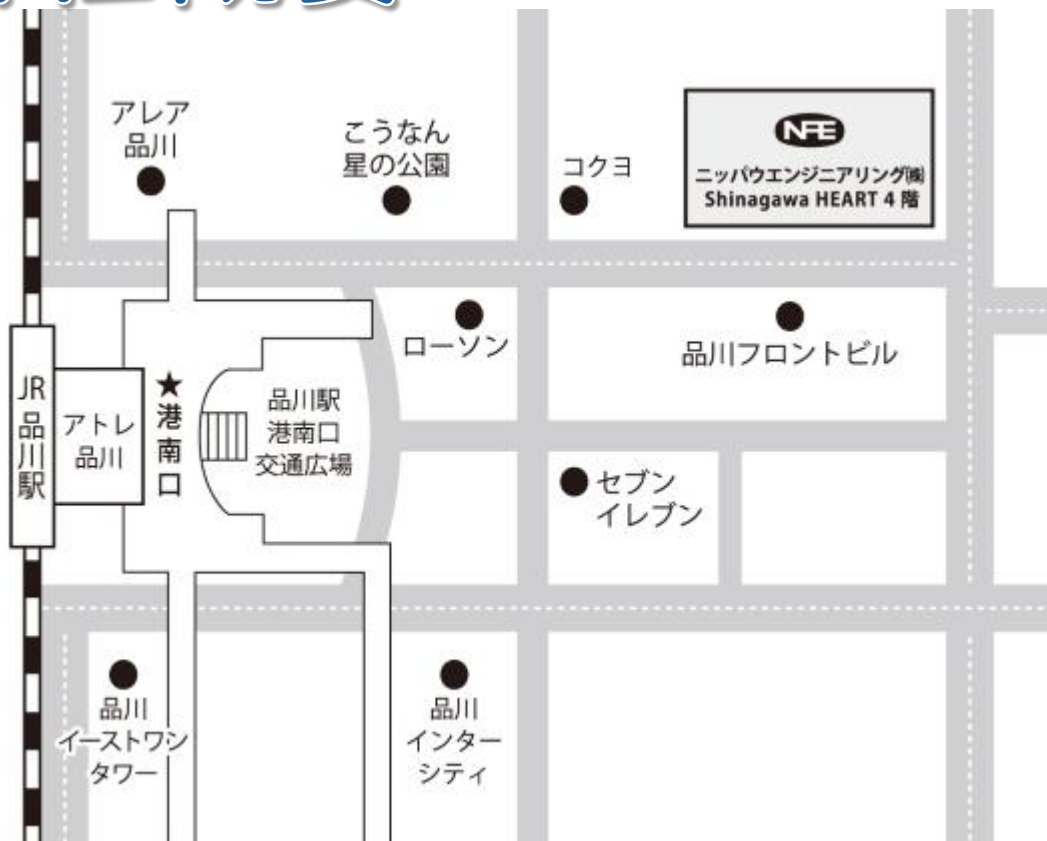 アレア
品川
こうなん
星の公園
コクヨ
NFE
ニッパウエンジニアリング㈱
Shinagawa HEART 4 階
ローソン
品川フロントビル
JR
品川駅
アトレ
品川
★港南口
品川駅
港南口
交通広場
セブン
イレブン
品川
イーストワン
タワー
品川
インター
シティ